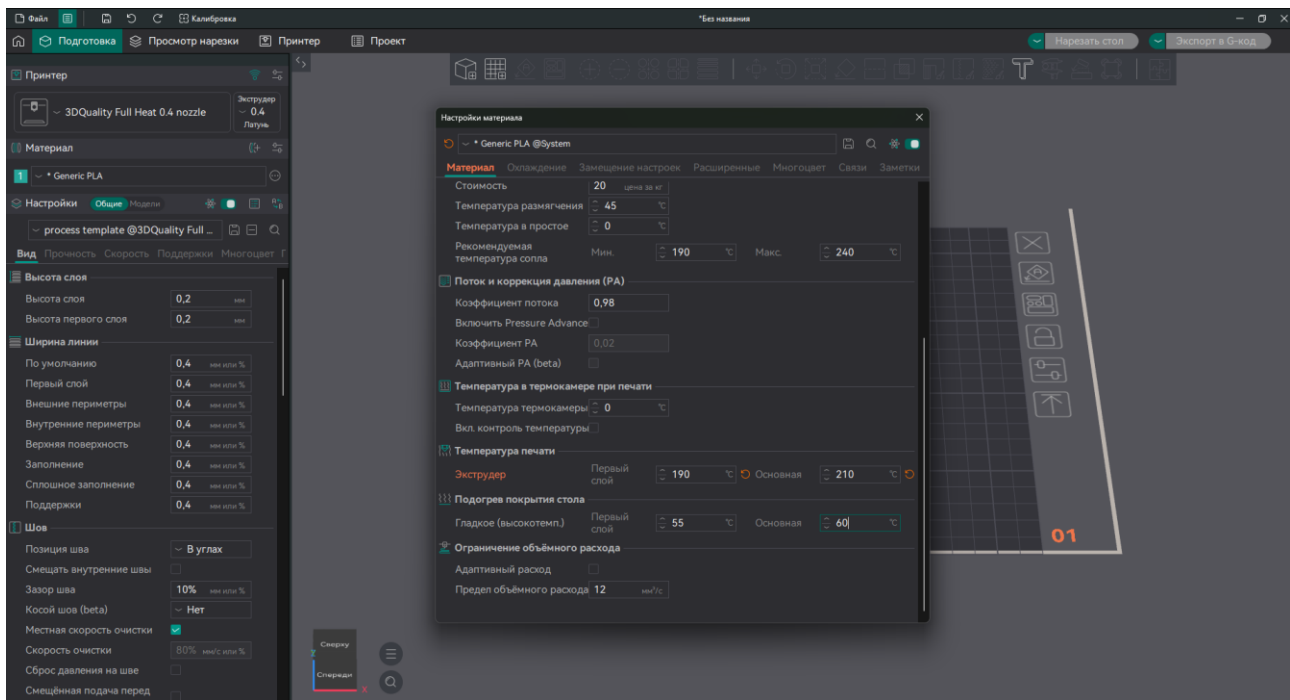 Файл Калибровка *Без названия
Подготовка Просмотр нарезки Принтер Проект Нарезать стол Экспорт в G-код
Принтер
3DQuality Full Heat 0.4 nozzle
Экструдер
0.4
Латунь
Материал
1 * Generic PLA
Настройки Общие Модели
process template @3DQuality Full ...
Вид Прочность Скорость Поддержки Многоцвет Г
Высота слоя
Высота слоя 0,2 мм
Высота первого слоя 0,2 мм
Ширина линии
По умолчанию 0,4 мм или %
Первый слой 0,4 мм или %
Внешние периметры 0,4 мм или %
Внутренние периметры 0,4 мм или %
Верхняя поверхность 0,4 мм или %
Заполнение 0,4 мм или %
Сплошное заполнение 0,4 мм или %
Поддержки 0,4 мм или %
Шов
Позиция шва В углах
Смещать внутренние швы
Зазор шва 10% мм или %
Косой шов (beta) Нет
Местная скорость очистки
Скорость очистки 80% мм/с или %
Сброс давления на шве
Смещённая подача перед
Настройки материала
* Generic PLA @System
Материал Охлаждение Замещение настроек Расширенные Многоцвет Связи Заметки
Стоимость 20 цена за кг
Температура размягчения 45 °C
Температура в простое 0 °C
Рекомендуемая
температура сопла Мин. 190 °C Макс. 240 °C
Поток и коррекция давления (PA)
Коэффициент потока 0,98
Включить Pressure Advance
Коэффициент PA 0,02
Адаптивный PA (beta)
Температура в термокамере при печати
Температура термокамеры 0 °C
Вкл. контроль температуры
Температура печати
Экструдер Первый слой 190 °C Основная 210 °C
Подогрев покрытия стола
Гладкое (высокотемп.) Первый слой 55 °C Основная 60 °C
Ограничение объёмного расхода
Адаптивный расход
Предел объёмного расхода 12 мм³/с
01
Сверху
Спереди
X